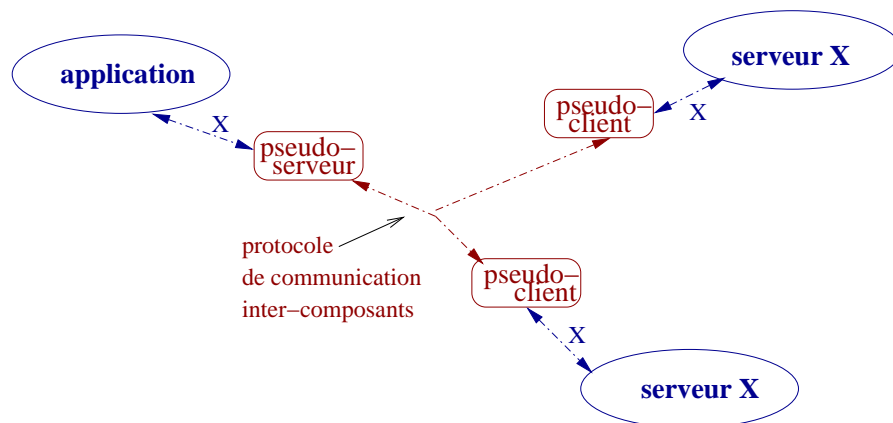 application
serveur X
X
pseudo−
client
X
pseudo−
serveur
protocole
de communication
inter−composants
pseudo−
client
X
serveur X